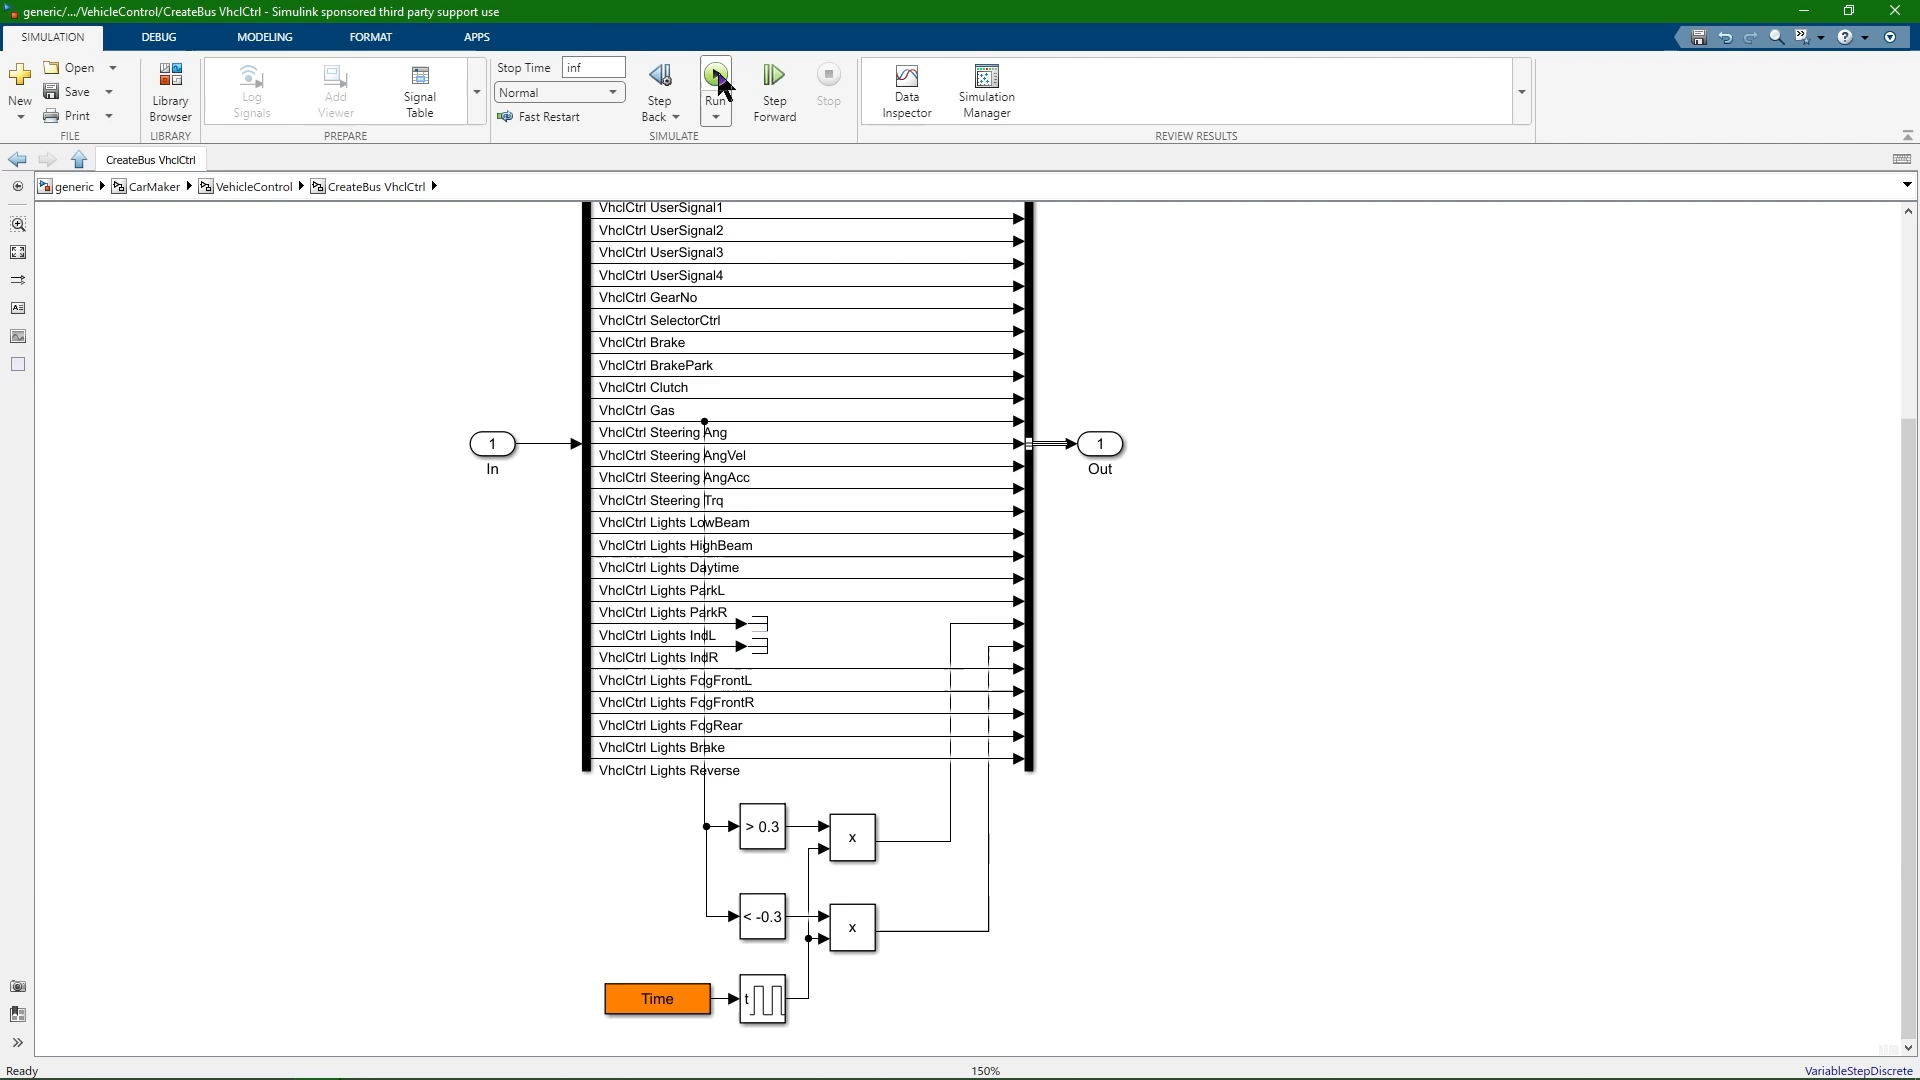 generic/.../VehicleControl/CreateBus VhclCtrl - Simulink sponsored third party support use
SIMULATION DEBUG MODELING FORMAT APPS
New
Open
Save
Print
FILE
Library Browser
LIBRARY
Log Signals
Add Viewer
Signal Table
PREPARE
Stop Time inf
Normal
Fast Restart
Step Back
Run
Step Forward
Stop
SIMULATE
Data Inspector
Simulation Manager
REVIEW RESULTS
CreateBus VhclCtrl
generic CarMaker VehicleControl CreateBus VhclCtrl
VhclCtrl UserSignal1
VhclCtrl UserSignal2
VhclCtrl UserSignal3
VhclCtrl UserSignal4
VhclCtrl GearNo
VhclCtrl SelectorCtrl
VhclCtrl Brake
VhclCtrl BrakePark
VhclCtrl Clutch
VhclCtrl Gas
VhclCtrl Steering Ang
1
In
1
Out
VhclCtrl Steering AngVel
VhclCtrl Steering AngAcc
VhclCtrl Steering Trq
VhclCtrl Lights LowBeam
VhclCtrl Lights HighBeam
VhclCtrl Lights Daytime
VhclCtrl Lights ParkL
VhclCtrl Lights ParkR
VhclCtrl Lights IndL
VhclCtrl Lights IndR
VhclCtrl Lights FogFrontL
VhclCtrl Lights FogFrontR
VhclCtrl Lights FogRear
VhclCtrl Lights Brake
VhclCtrl Lights Reverse
> 0.3
x
< -0.3
x
Time
t
Ready
150%
VariableStepDiscrete